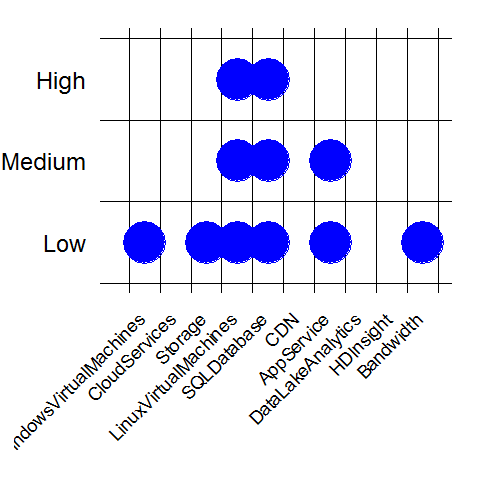 High
Medium
Low
ndowsVirtualMachines
CloudServices
Storage
LinuxVirtualMachines
SQLDatabase
CDN
AppService
DataLakeAnalytics
HDInsight
Bandwidth